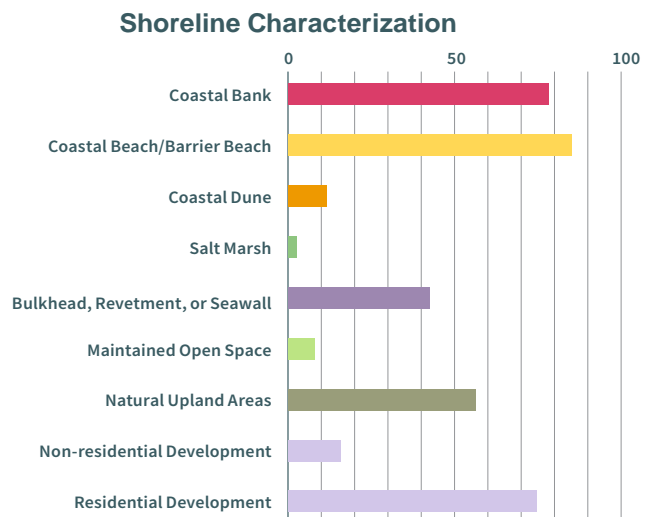 Shoreline Characterization
0 50 100
Coastal Bank
Coastal Beach/Barrier Beach
Coastal Dune
Salt Marsh
Bulkhead, Revetment, or Seawall
Maintained Open Space
Natural Upland Areas
Non-residential Development
Residential Development